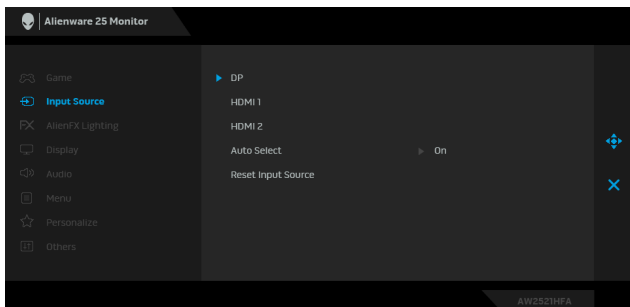 Alienware 25 Monitor
Game
Input Source
AlienFX Lighting
Display
Audio
Menu
Personalize
Others
DP
HDMI 1
HDMI 2
Auto Select On
Reset Input Source
AW2521HFA